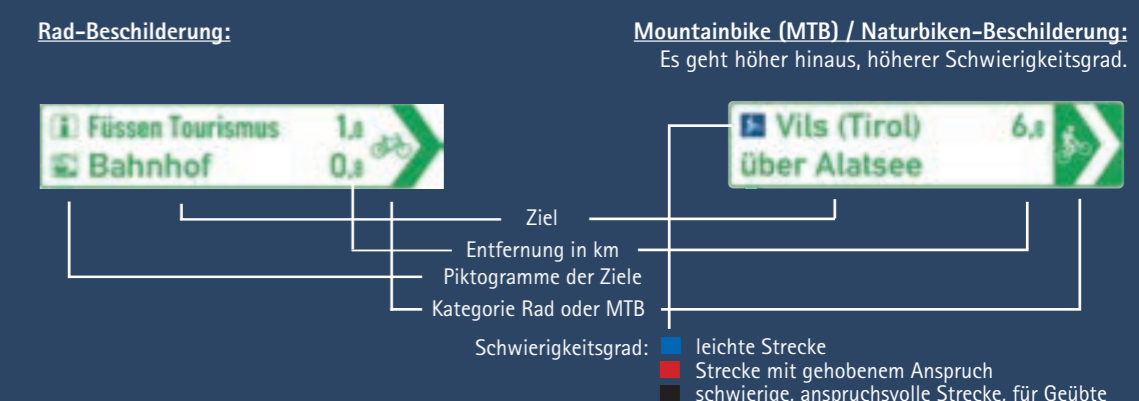 Rad-Beschilderung:
Mountainbike (MTB) / Naturbiken-Beschilderung:
Es geht höher hinaus, höherer Schwierigkeitsgrad.
i Füssen Tourismus 1,8
Bahnhof 0,8
Vils (Tirol) 6,8
über Alatsee
Ziel
Entfernung in km
Piktogramme der Ziele
Kategorie Rad oder MTB
Schwierigkeitsgrad: leichte Strecke
Strecke mit gehobenem Anspruch
schwierige, anspruchsvolle Strecke, für Geübte